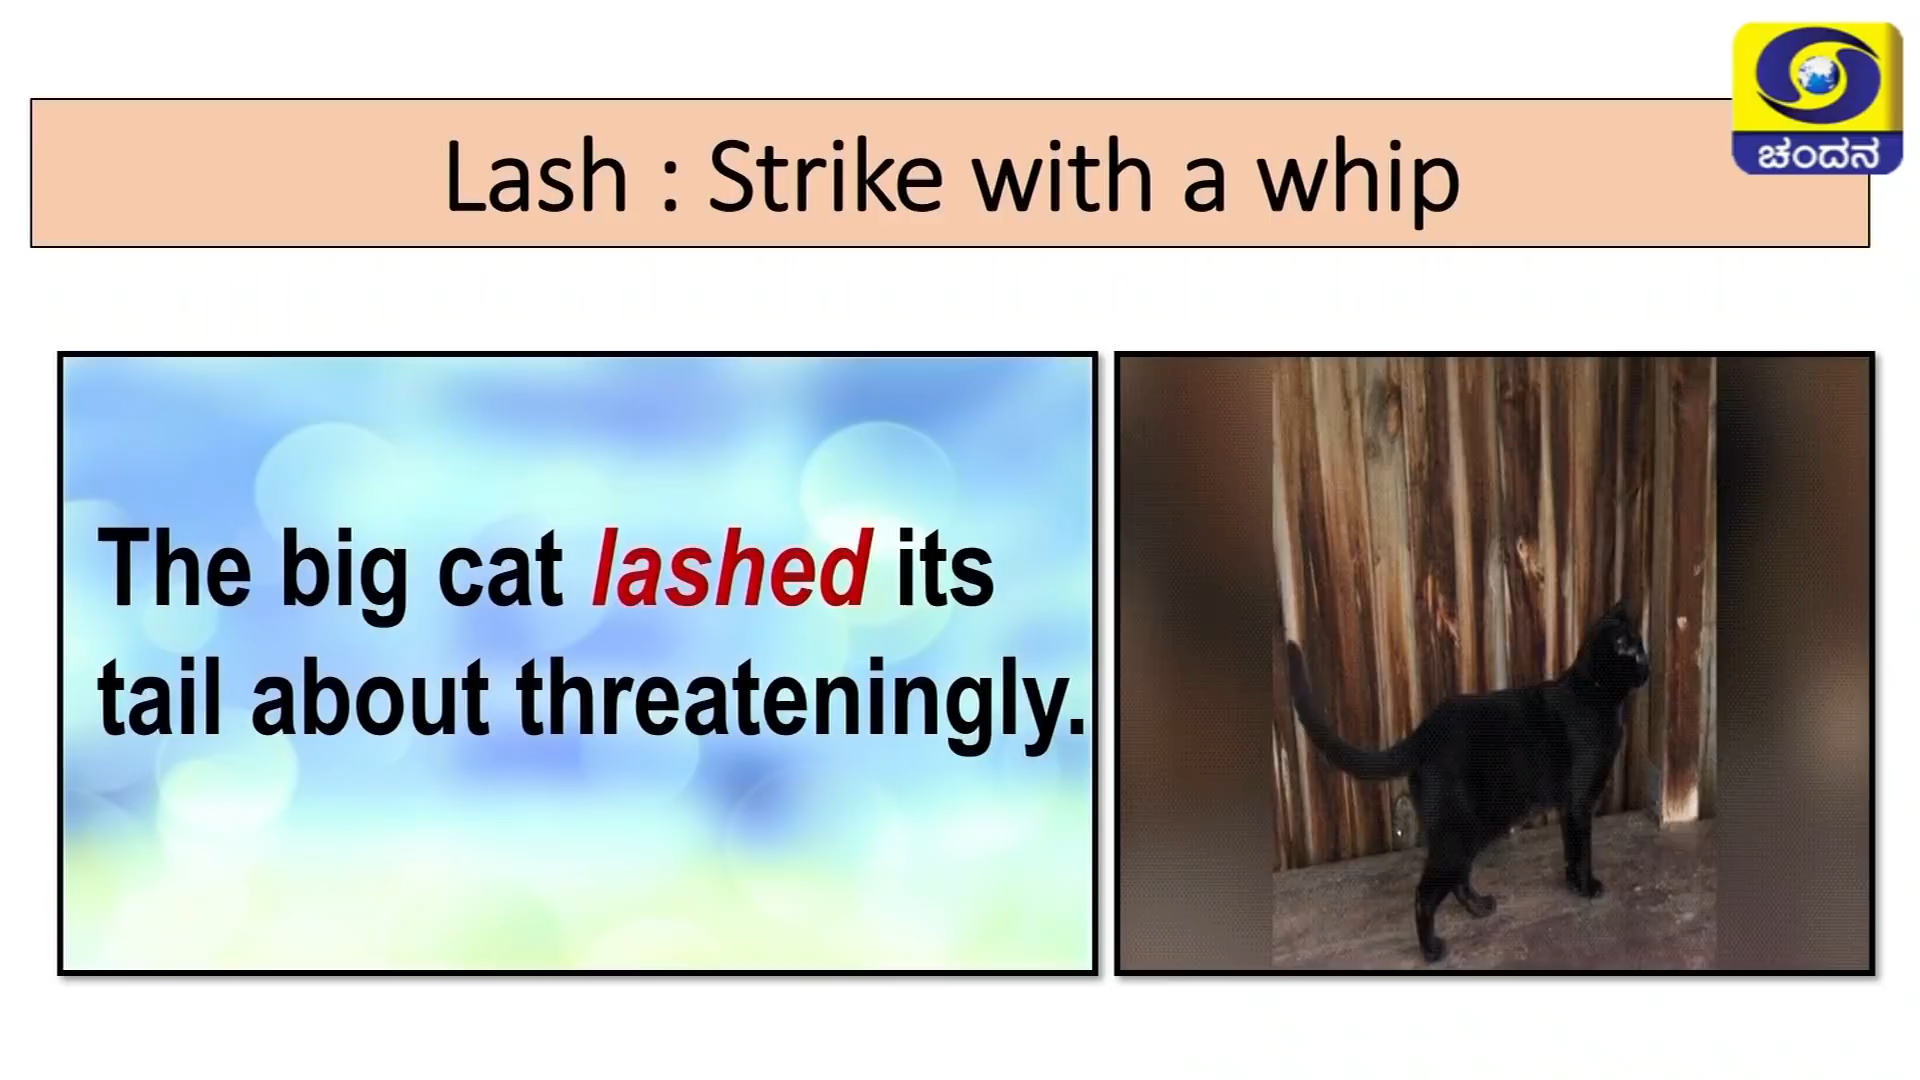 ಚಂದನ
Lash : Strike with a whip
The big cat lashed its
tail about threateningly.